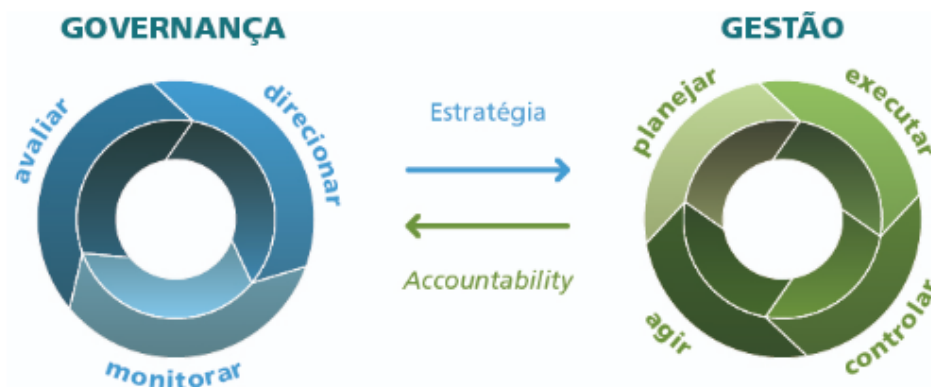 GOVERNANÇA
avaliar
direcionar
monitorar
Estratégia
Accountability
GESTÃO
planejar
executar
controlar
agir